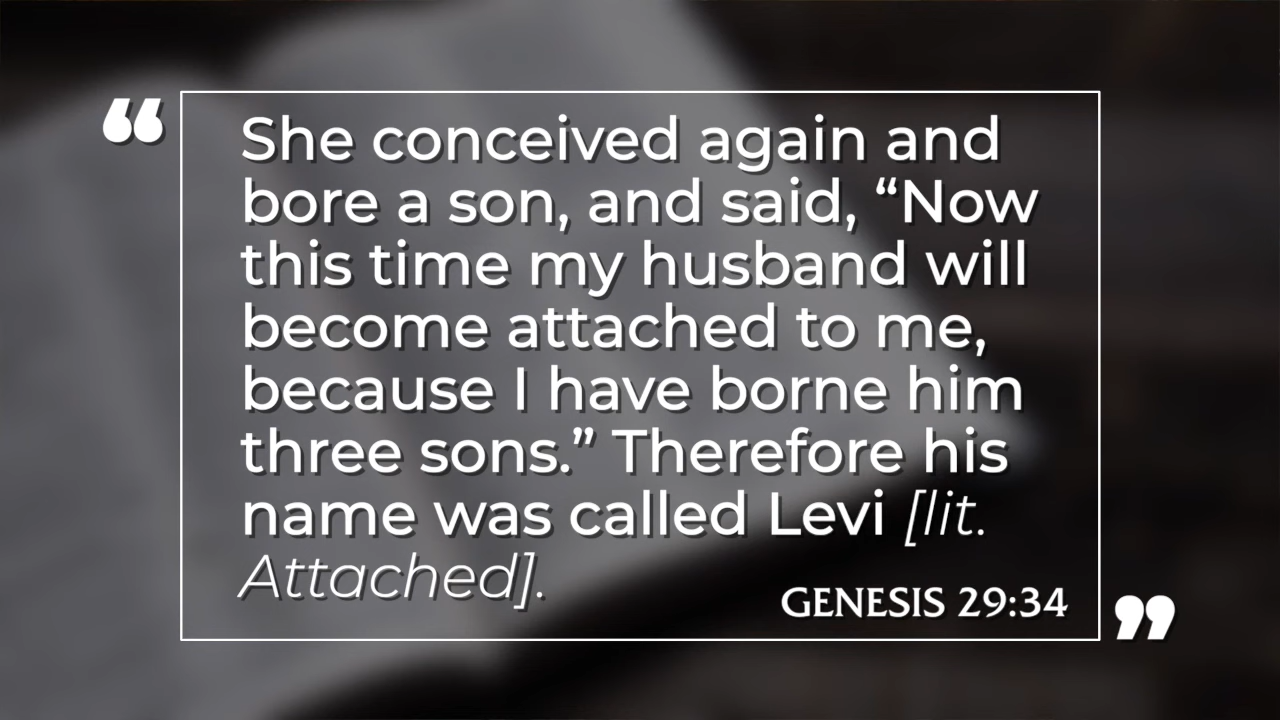 “
She conceived again and
bore a son, and said, “Now
this time my husband will
become attached to me,
because I have borne him
three sons.” Therefore his
name was called Levi [lit.
Attached].
GENESIS 29:34
”